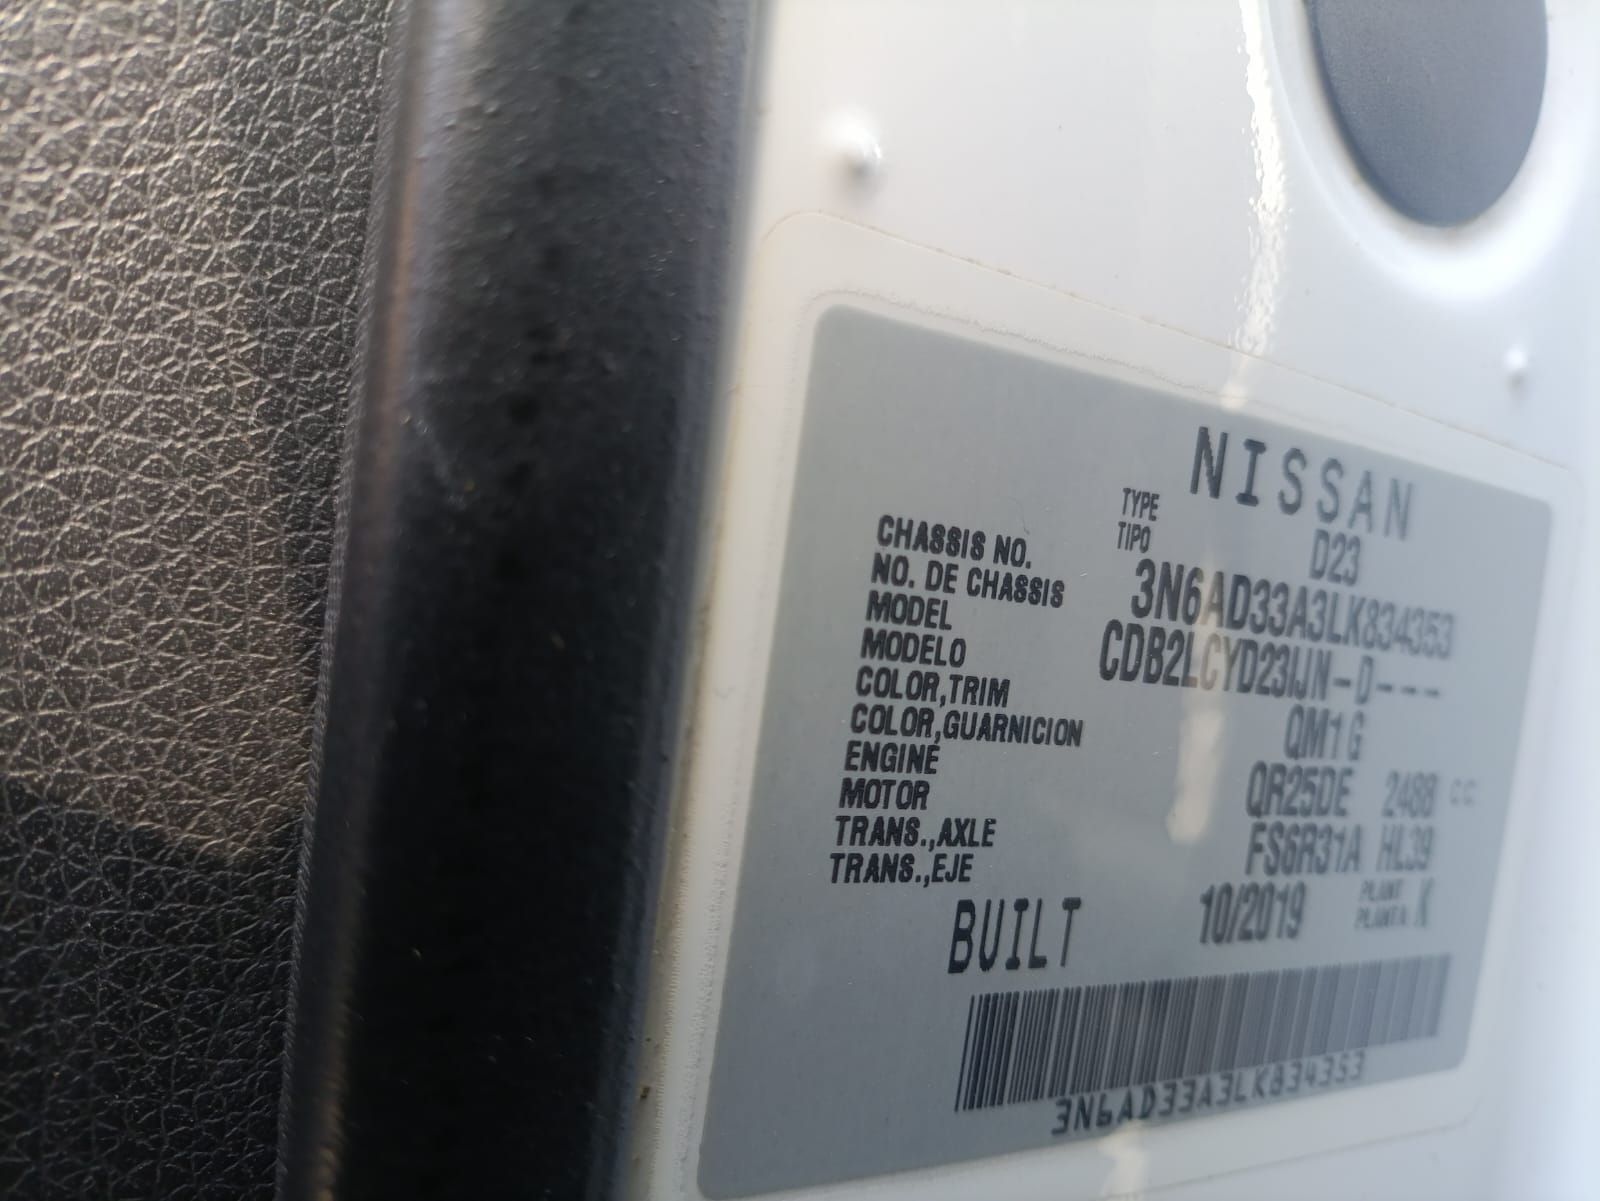 NISSAN
TYPE
TIPO D23
CHASSIS NO.
NO. DE CHASSIS 3N6AD33A3LK834353
MODEL
MODELO CDB2LCYD23IJN-D---
COLOR,TRIM
COLOR,GUARNICION QM1 G
ENGINE
MOTOR QR25DE 2488 CC
TRANS.,AXLE
TRANS.,EJE FS6R31A HL39
BUILT 10/2019 PLANT
PLANTA K
3N6AD33A3LK834353